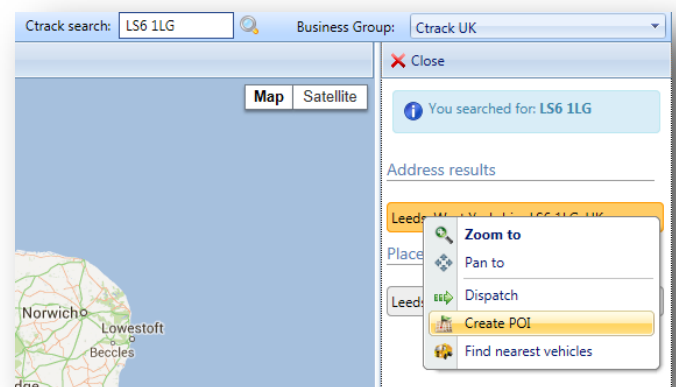 Ctrack search: LS6 1LG Business Group: Ctrack UK
Close
Map Satellite
You searched for: LS6 1LG
Address results
Leeds, West Yorkshire LS6 1LG, UK
Zoom to
Place
Pan to
Dispatch
Leeds
Create POI
Find nearest vehicles
Norwich
Lowestoft
Beccles
dge